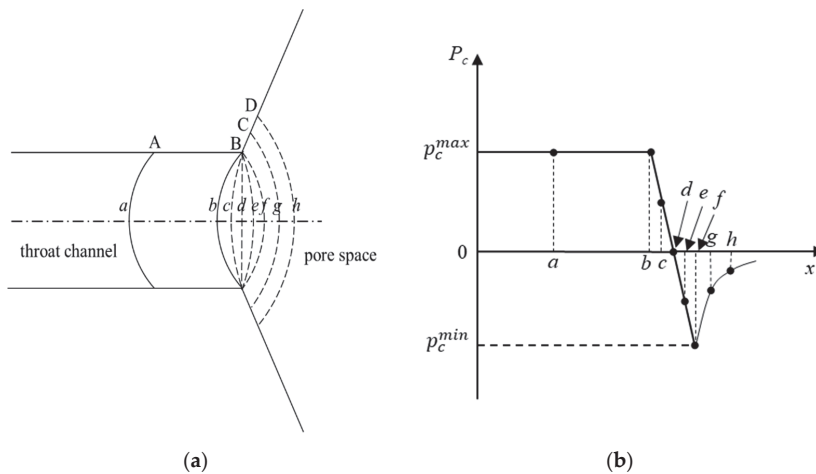 D
C
A
B
a
b
c
d
e
f
g
h
throat channel
pore space
(a)
P_c
p_c^{max}
d
e
f
g
h
0
a
b
c
x
p_c^{min}
(b)